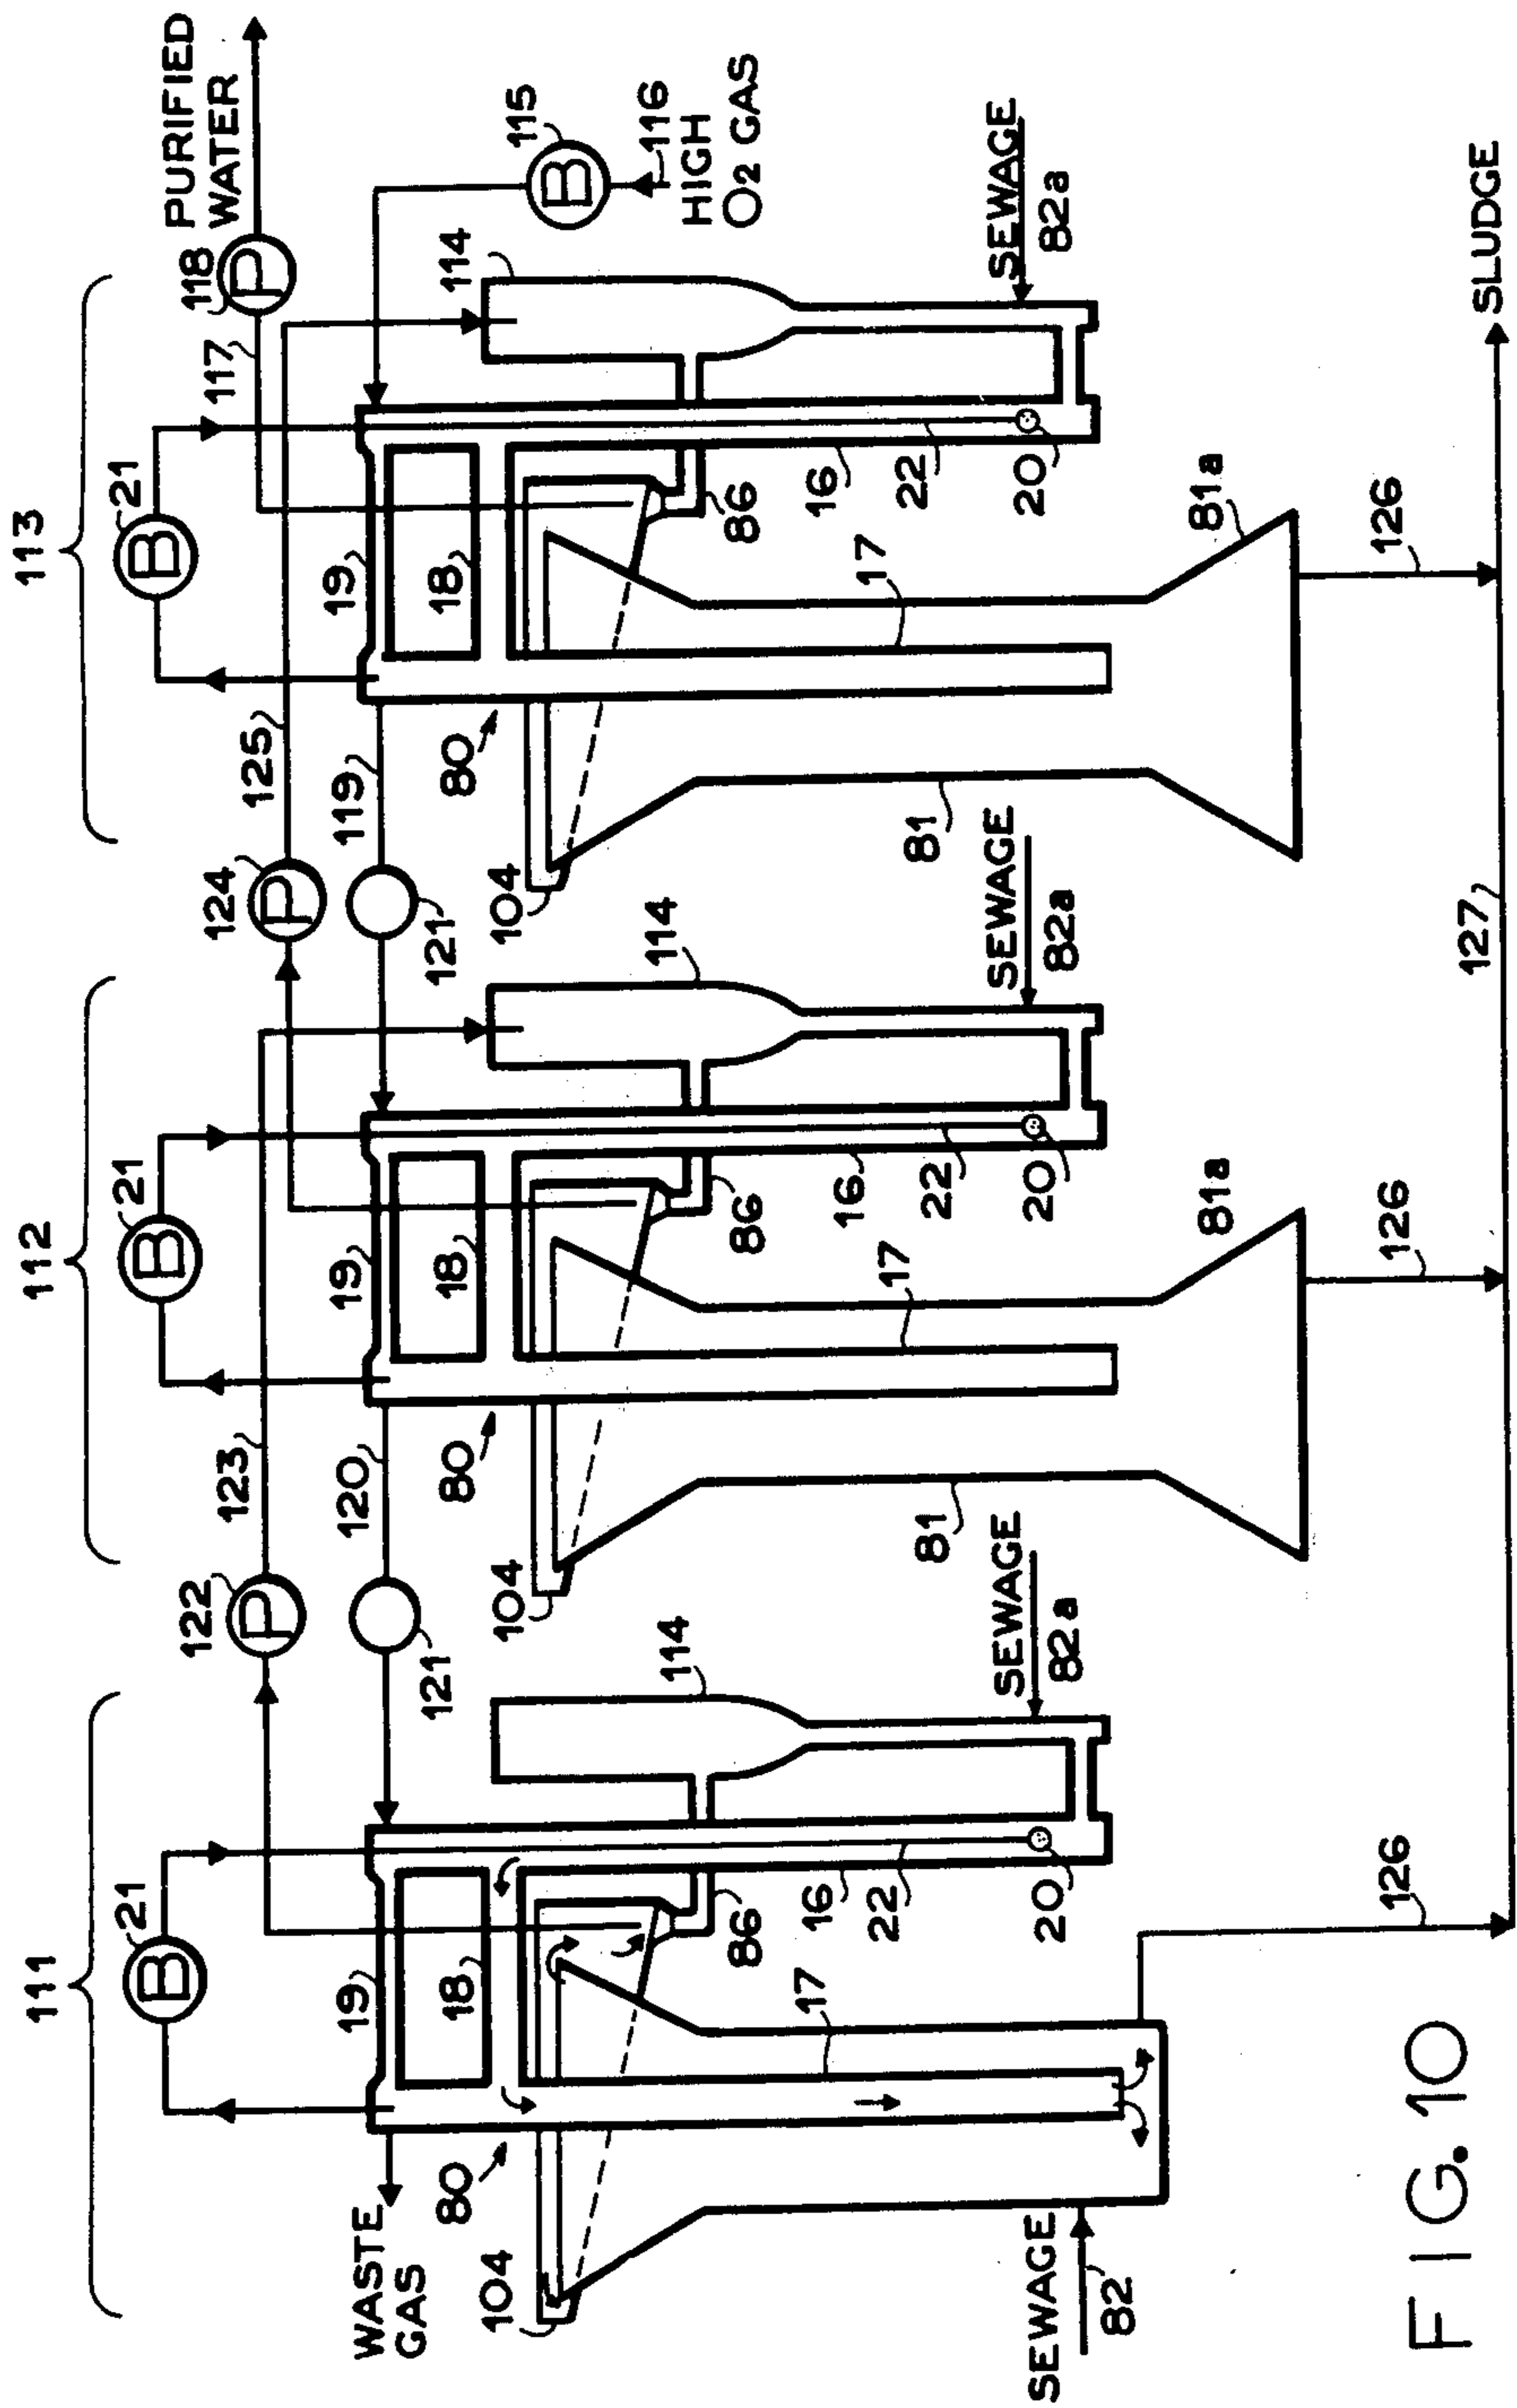 111
112
113
PURIFIED
WATER
B
21
B
21
B
21
P
122
123
P
124
125
117
118
P
115
B
116
HIGH
O2 GAS
WASTE
GAS
19
18
121
120
19
18
121
119
19
18
80
104
114
80
104
114
80
104
114
86
86
86
17
16
22
20
SEWAGE
82a
81
17
16
22
20
SEWAGE
82a
81
17
16
22
20
SEWAGE
82a
SEWAGE
82
81a
81a
126
126
126
127
SLUDGE
FIG. 10